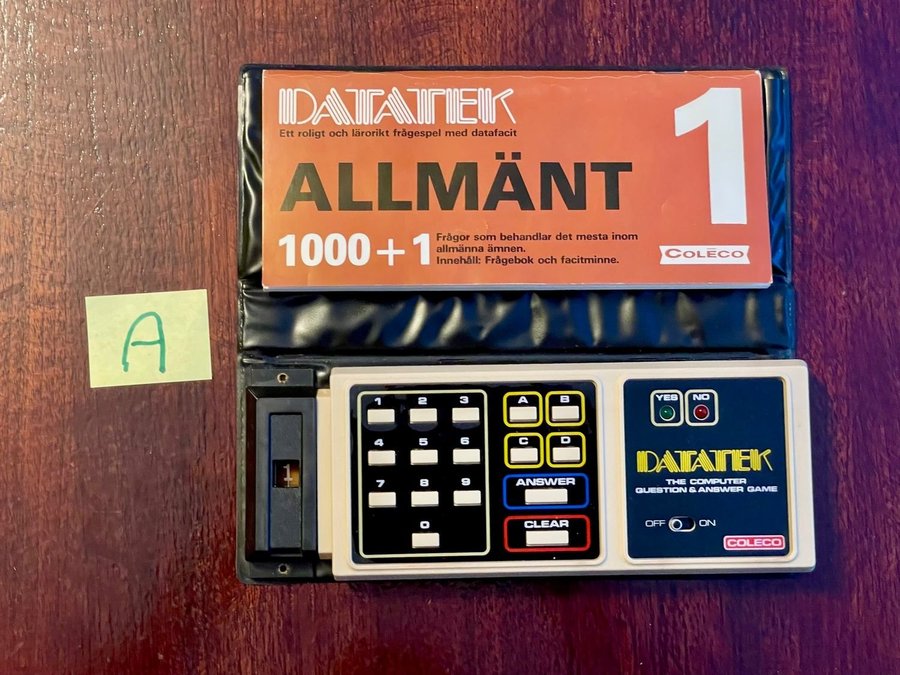 DATATEK
Ett roligt och lärorikt frågespel med datafacit
ALLMÄNT
1
1000+1
Frågor som behandlar det mesta inom
allmänna ämnen.
Innehåll: Frågebok och facitminne.
COLECO
A
1
1 2 3
4 5 6
7 8 9
0
A B
C D
ANSWER
CLEAR
YES NO
DATATEK
THE COMPUTER
QUESTION & ANSWER GAME
OFF ON
COLECO